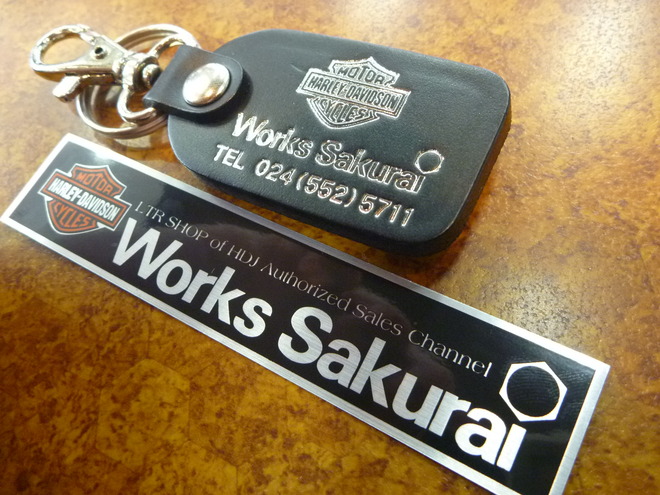 MOTOR
HARLEY-DAVIDSON
CYCLES
Works Sakurai
TEL 024(552)5711
MOTOR
HARLEY-DAVIDSON
CYCLES
LTR SHOP of HDJ Authorized Sales Channel
Works Sakurai